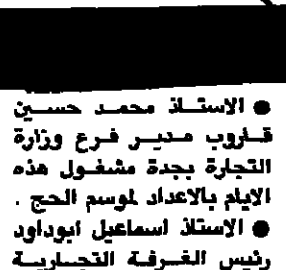 ● الاستاذ محمد حسين
قاروب مدير فرع وزارة
التجارة بجدة مشغول هذه
الايام بالاعداد لموسم الحج .
● الاستاذ اسماعيل ابوداود
رئيس الغرفة التجارية